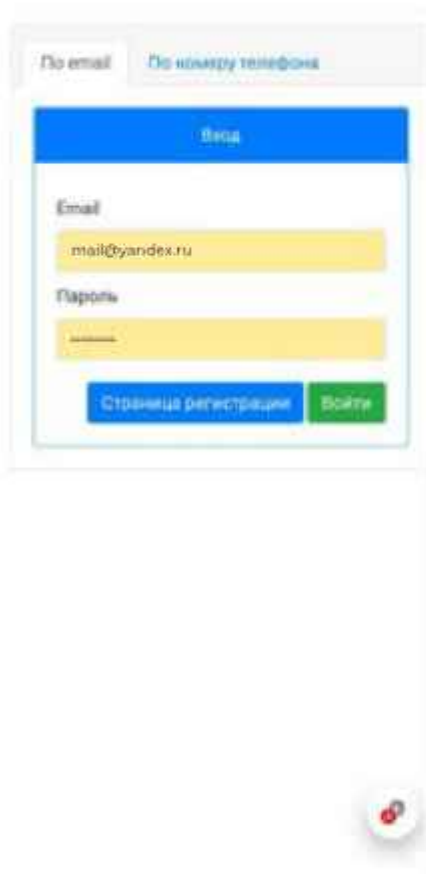 По email По номеру телефона
Вход
Email
mail@yandex.ru
Пароль
Страница регистрации Войти